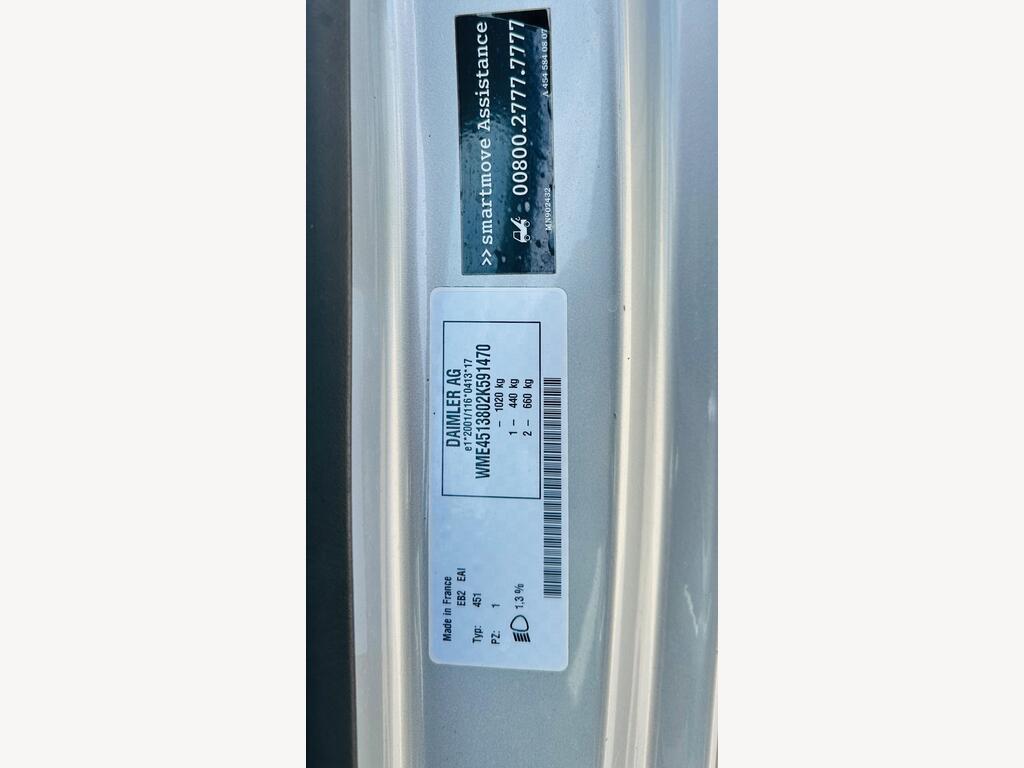 >> smartmove Assistance
00800.2777.7777
MN902432
A 454 584 08 07
DAIMLER AG
e1*2001/116*0413*17
WME4513802K591470
– 1020 kg
1 – 440 kg
2 – 660 kg
Made in France
EB2 EAI
Typ: 451
PZ: 1
1,3 %